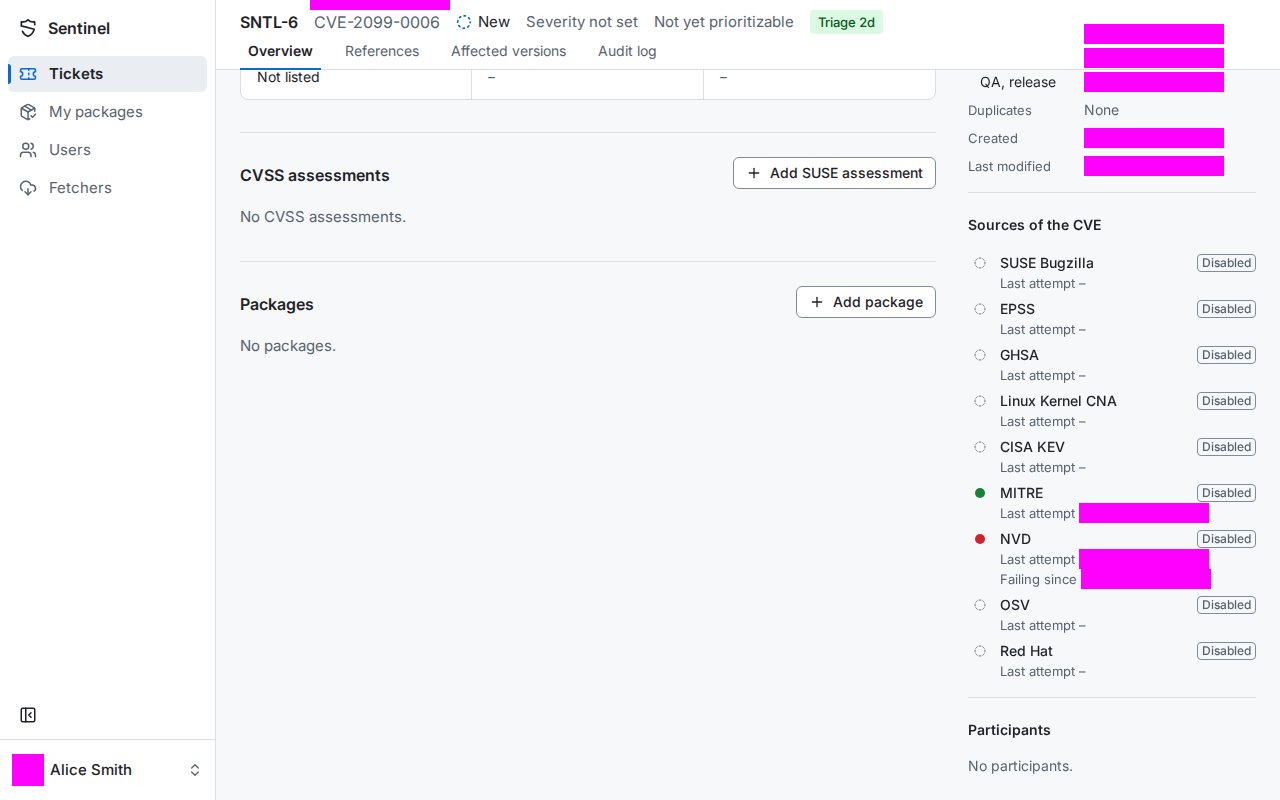 Sentinel
Tickets
My packages
Users
Fetchers
Alice Smith
SNTL-6 CVE-2099-0006 New Severity not set Not yet prioritizable Triage 2d
Overview References Affected versions Audit log
Not listed – –
CVSS assessments
Add SUSE assessment
No CVSS assessments.
Packages
Add package
No packages.
QA, release
Duplicates None
Created
Last modified
Sources of the CVE
SUSE Bugzilla Disabled
Last attempt –
EPSS Disabled
Last attempt –
GHSA Disabled
Last attempt –
Linux Kernel CNA Disabled
Last attempt –
CISA KEV Disabled
Last attempt –
MITRE Disabled
Last attempt
NVD Disabled
Last attempt
Failing since
OSV Disabled
Last attempt –
Red Hat Disabled
Last attempt –
Participants
No participants.